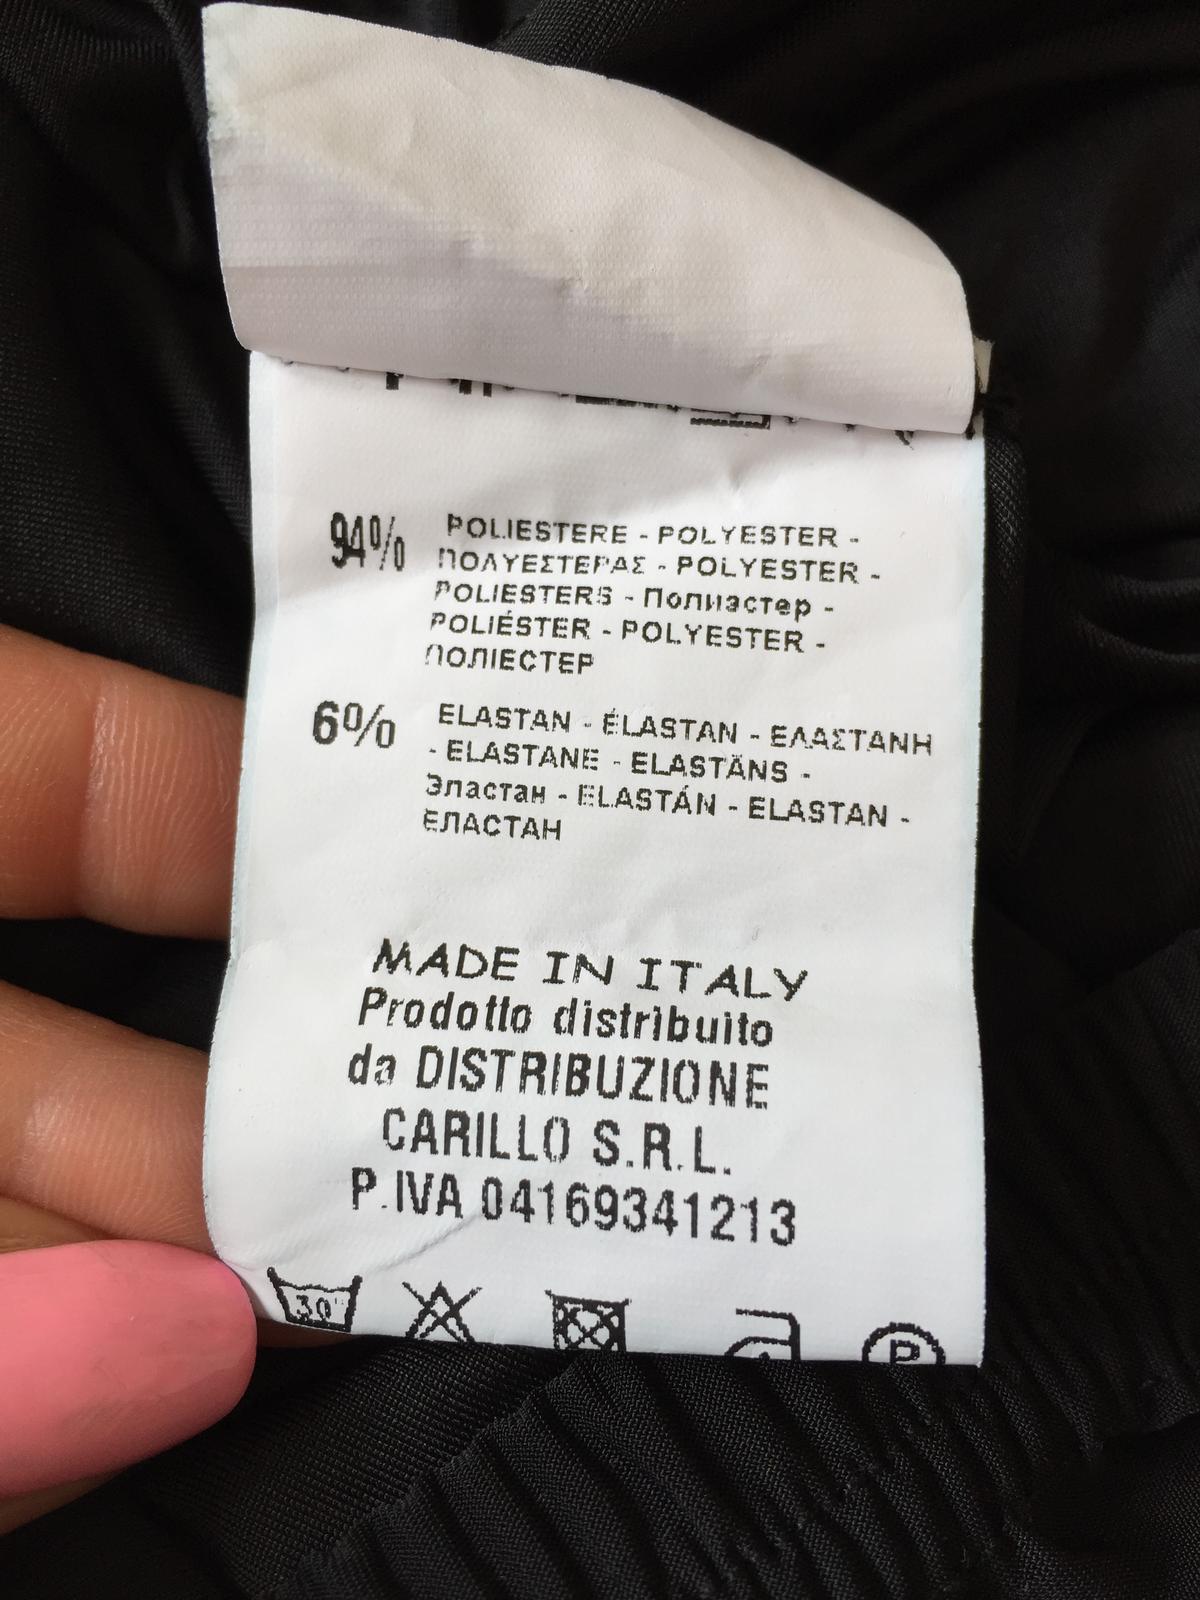 94% POLIESTERE - POLYESTER -
ΠΟΛΥΕΣΤΕΡΑΣ - POLYESTER -
POLIESTERS - Полиэстер -
POLIÉSTER - POLYESTER -
ПОЛІЕСТЕР
6% ELASTAN - ÉLASTAN - ΕΛΑΣΤΑΝΗ
- ELASTANE - ELASTĀNS -
Эластан - ELASTÁN - ELASTAN -
ЕЛАСТАН
MADE IN ITALY
Prodotto distribuito
da DISTRIBUZIONE
CARILLO S.R.L.
P.IVA 04169341213
30° P